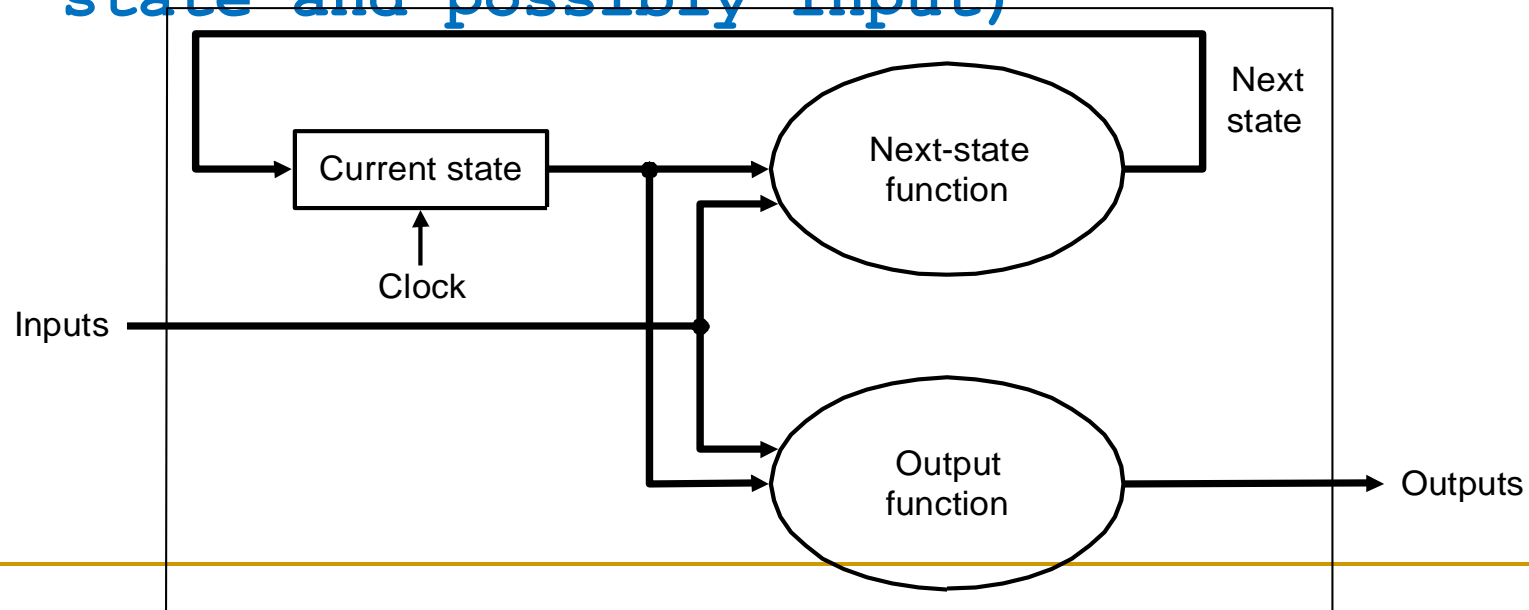 state and possibly input)
Next
state
Next-state
function
Current state
Clock
Inputs
Output
function
Outputs